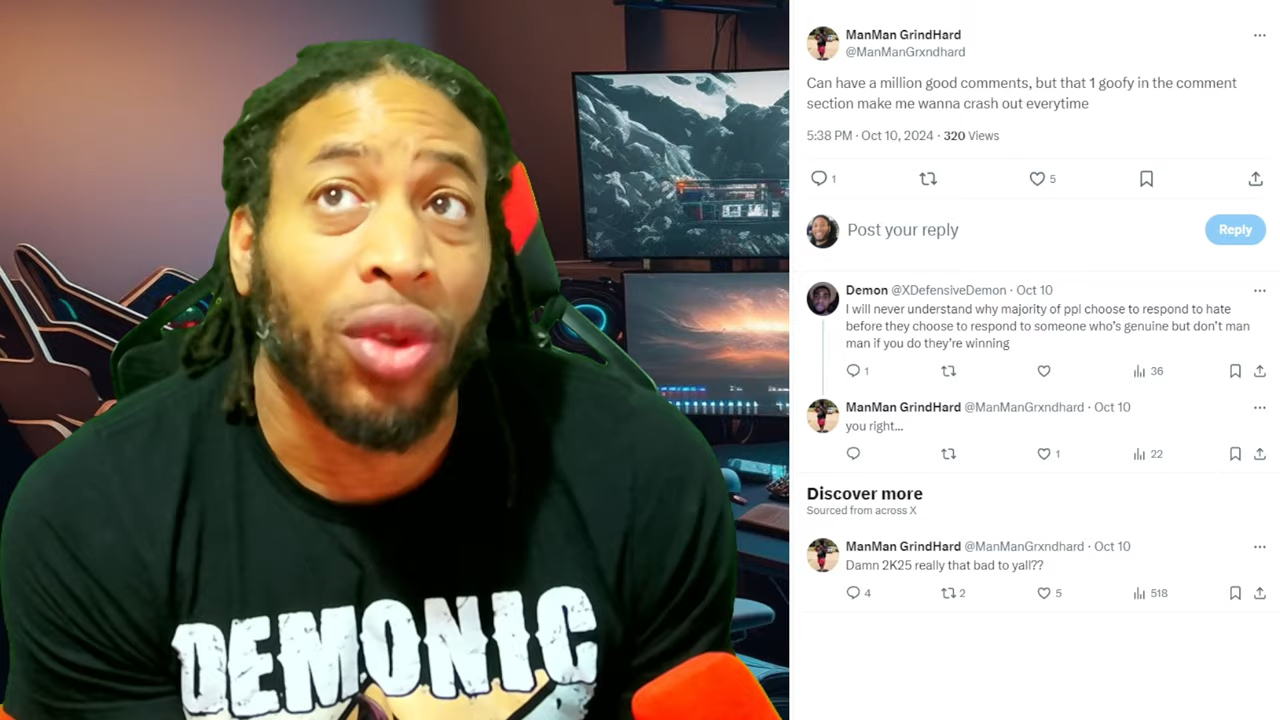 DEMONIC
ManMan GrindHard
@ManManGrxndhard
Can have a million good comments, but that 1 goofy in the comment
section make me wanna crash out everytime
5:38 PM · Oct 10, 2024 · 320 Views
1
5
Post your reply
Reply
Demon @XDefensiveDemon · Oct 10
I will never understand why majority of ppl choose to respond to hate
before they choose to respond to someone who's genuine but don't man
man if you do they're winning
1
36
ManMan GrindHard @ManManGrxndhard · Oct 10
you right...
1
22
Discover more
Sourced from across X
ManMan GrindHard @ManManGrxndhard · Oct 10
Damn 2K25 really that bad to yall??
4
2
5
518